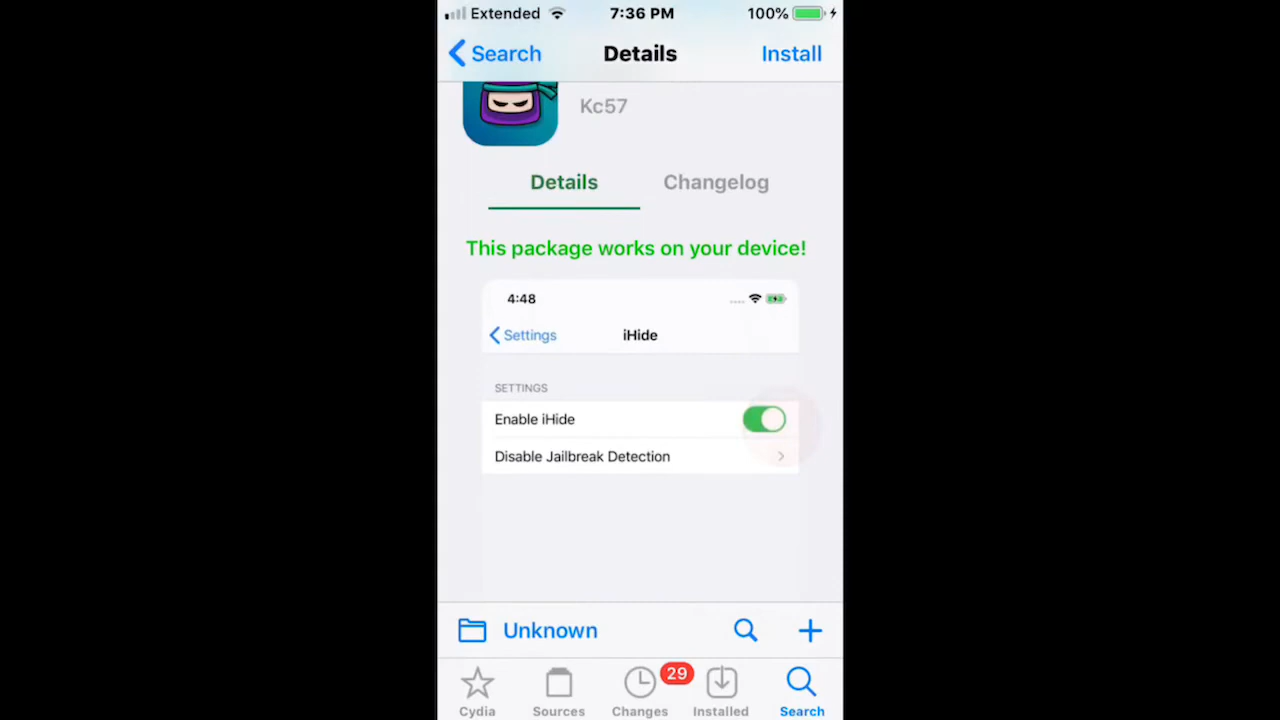 Extended 7:36 PM 100%
Search Details Install
Kc57
Details Changelog
This package works on your device!
4:48
Settings iHide
SETTINGS
Enable iHide
Disable Jailbreak Detection
Unknown
29
Cydia Sources Changes Installed Search